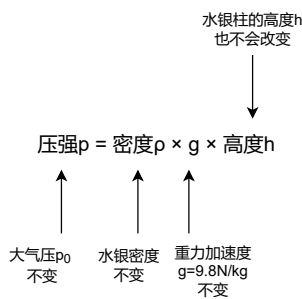 水银柱的高度h
也不会改变
压强p = 密度ρ × g × 高度h
大气压p₀
不变
水银密度
不变
重力加速度
g=9.8N/kg
不变